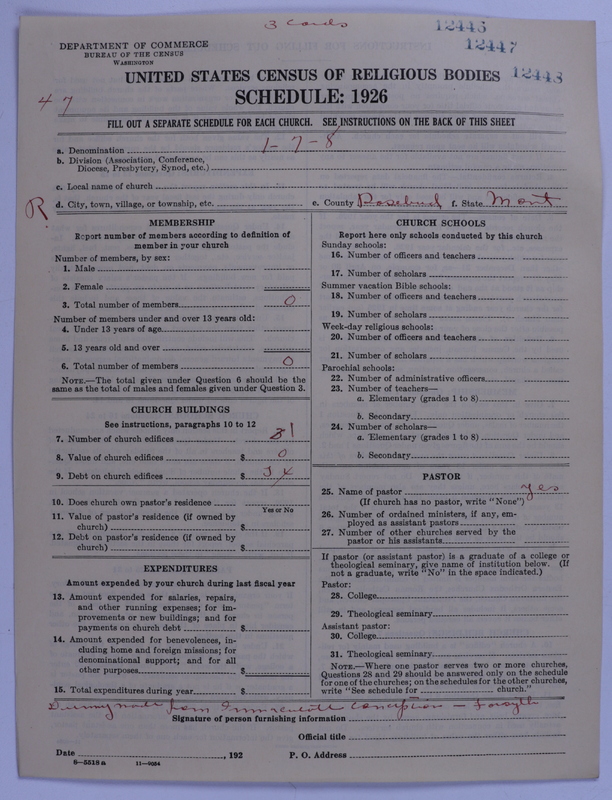 3 Cards
12446
12447
12448
DEPARTMENT OF COMMERCE
BUREAU OF THE CENSUS
WASHINGTON
UNITED STATES CENSUS OF RELIGIOUS BODIES
SCHEDULE: 1926
47
FILL OUT A SEPARATE SCHEDULE FOR EACH CHURCH. SEE INSTRUCTIONS ON THE BACK OF THIS SHEET
a. Denomination 1-7-8
b. Division (Association, Conference,
Diocese, Presbytery, Synod, etc.)
c. Local name of church
R
d. City, town, village, or township, etc. e. County Rosebud f. State Mont
MEMBERSHIP
Report number of members according to definition of
member in your church
Number of members, by sex:
1. Male
2. Female
3. Total number of members 0
Number of members under and over 13 years old:
4. Under 13 years of age
5. 13 years old and over
6. Total number of members 0
NOTE.—The total given under Question 6 should be the
same as the total of males and females given under Question 3.
CHURCH BUILDINGS
See instructions, paragraphs 10 to 12
7. Number of church edifices 31
8. Value of church edifices $ 0
9. Debt on church edifices $ 3 x
10. Does church own pastor's residence
Yes or No
11. Value of pastor's residence (if owned by
church) $
12. Debt on pastor's residence (if owned by
church) $
EXPENDITURES
Amount expended by your church during last fiscal year
13. Amount expended for salaries, repairs,
and other running expenses; for im-
provements or new buildings; and for
payments on church debt $
14. Amount expended for benevolences, in-
cluding home and foreign missions; for
denominational support; and for all
other purposes $
15. Total expenditures during year $
CHURCH SCHOOLS
Report here only schools conducted by this church
Sunday schools:
16. Number of officers and teachers
17. Number of scholars
Summer vacation Bible schools:
18. Number of officers and teachers
19. Number of scholars
Week-day religious schools:
20. Number of officers and teachers
21. Number of scholars
Parochial schools:
22. Number of administrative officers
23. Number of teachers—
a. Elementary (grades 1 to 8)
b. Secondary
24. Number of scholars—
a. Elementary (grades 1 to 8)
b. Secondary
PASTOR
25. Name of pastor yes
(If church has no pastor, write "None")
26. Number of ordained ministers, if any, em-
ployed as assistant pastors
27. Number of other churches served by the
pastor or his assistants
If pastor (or assistant pastor) is a graduate of a college or
theological seminary, give name of institution below. (If
not a graduate, write "No" in the space indicated.)
Pastor:
28. College
29. Theological seminary
Assistant pastor:
30. College
31. Theological seminary
NOTE.—Where one pastor serves two or more churches,
Questions 28 and 29 should be answered only on the schedule
for one of the churches; on the schedules for the other churches,
write "See schedule for church."
Dummy made from Immaculate Conception – Forsyth
Signature of person furnishing information
Official title
Date , 192 P. O. Address
8—5518a 11—9054